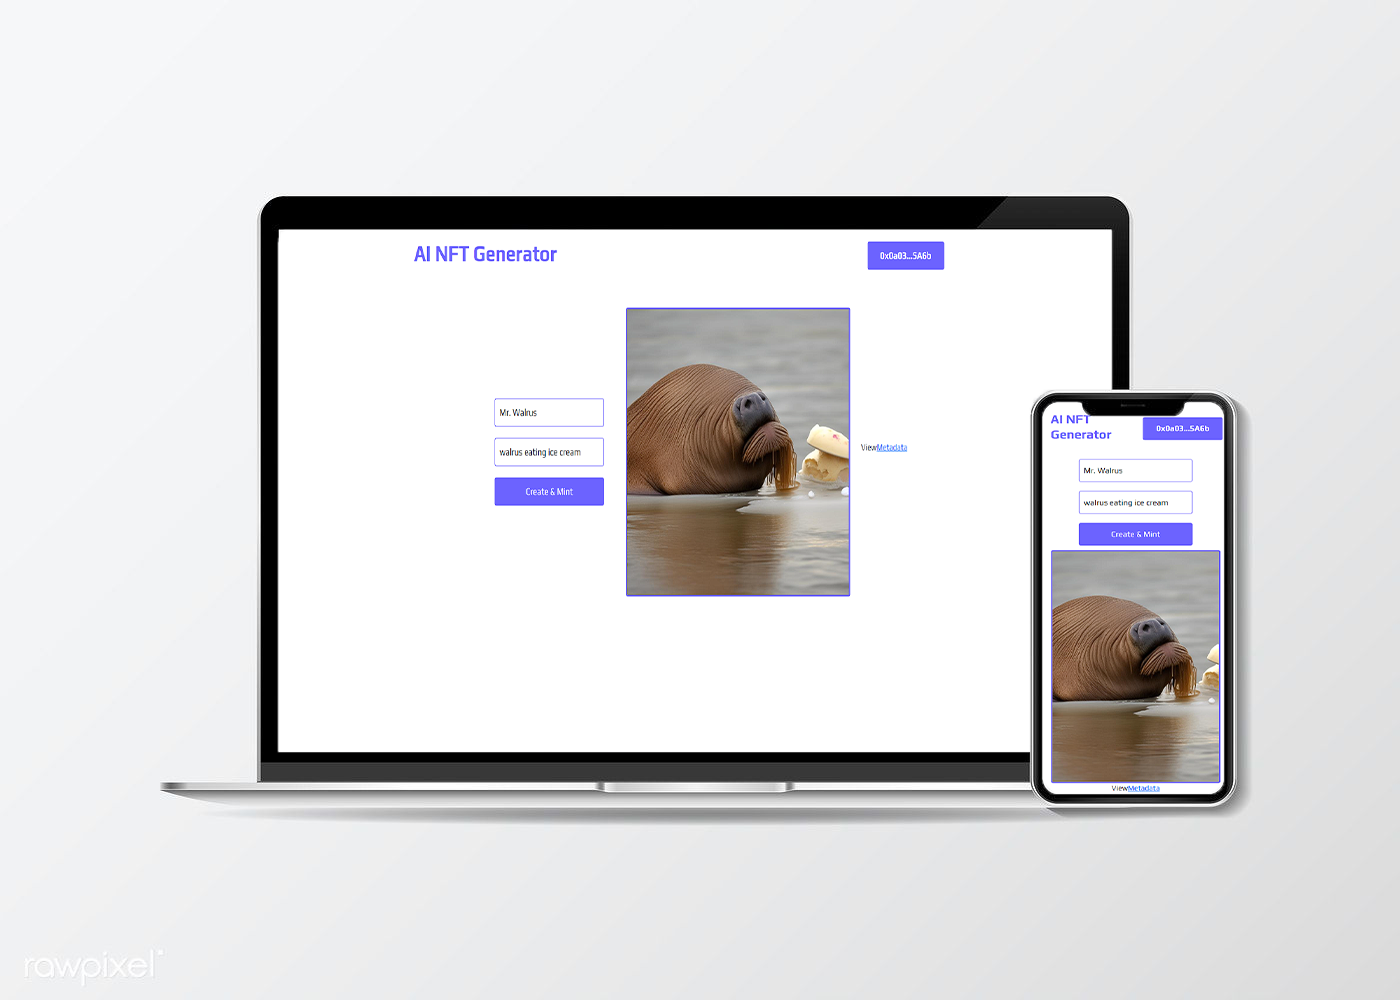 AI NFT Generator
0x0a03...5A6b
Mr. Walrus
walrus eating ice cream
Create & Mint
ViewMetadata
AI NFT
Generator
0x0a03...5A6b
Mr. Walrus
walrus eating ice cream
Create & Mint
ViewMetadata
rawpixel